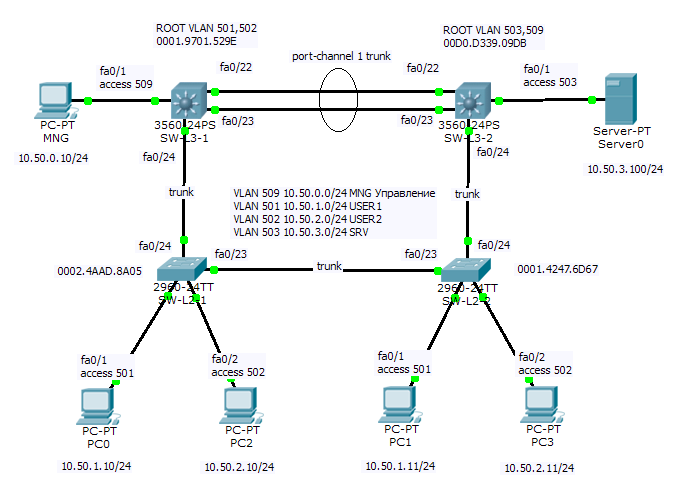 ROOT VLAN 501,502
0001.9701.529E
ROOT VLAN 503,509
00D0.D339.09DB
port-channel 1 trunk
fa0/1
access 509
fa0/22
fa0/22
fa0/1
access 503
PC-PT
MNG
10.50.0.10/24
3560-24PS
SW-L3-1
fa0/23
fa0/24
3560-24PS
SW-L3-2
fa0/23
fa0/24
Server-PT
Server0
10.50.3.100/24
trunk
trunk
VLAN 509 10.50.0.0/24 MNG Управление
VLAN 501 10.50.1.0/24 USER1
VLAN 502 10.50.2.0/24 USER2
VLAN 503 10.50.3.0/24 SRV
fa0/24
fa0/23
fa0/23
fa0/24
0002.4AAD.8A05
trunk
0001.4247.6D67
2960-24TT
SW-L2-1
2960-24TT
SW-L2-2
fa0/1
access 501
fa0/2
access 502
fa0/1
access 501
fa0/2
access 502
PC-PT
PC0
PC-PT
PC2
PC-PT
PC1
PC-PT
PC3
10.50.1.10/24
10.50.2.10/24
10.50.1.11/24
10.50.2.11/24